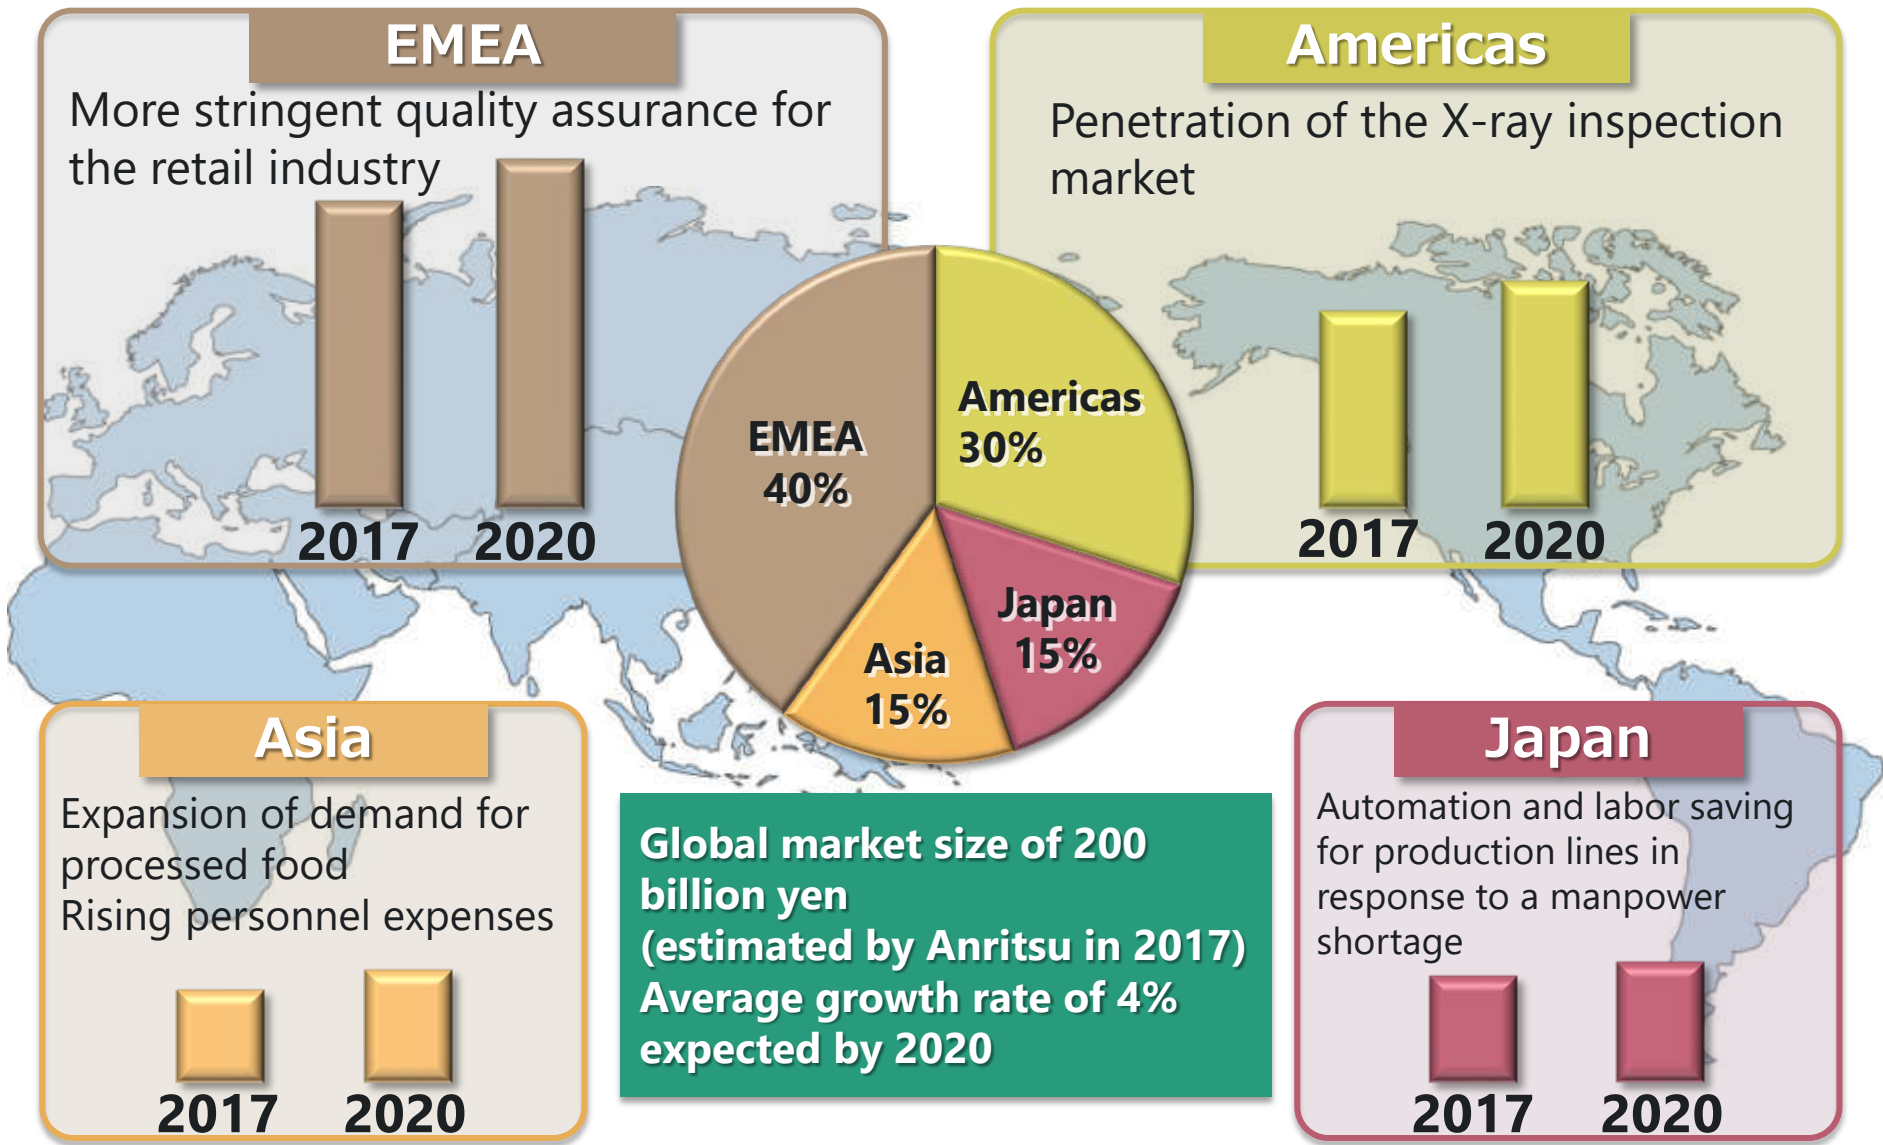 EMEA
More stringent quality assurance for
the retail industry
2017 2020
Americas
Penetration of the X-ray inspection
market
2017 2020
EMEA
40%
Americas
30%
Japan
15%
Asia
15%
Asia
Expansion of demand for
processed food
Rising personnel expenses
2017 2020
Global market size of 200
billion yen
(estimated by Anritsu in 2017)
Average growth rate of 4%
expected by 2020
Japan
Automation and labor saving
for production lines in
response to a manpower
shortage
2017 2020